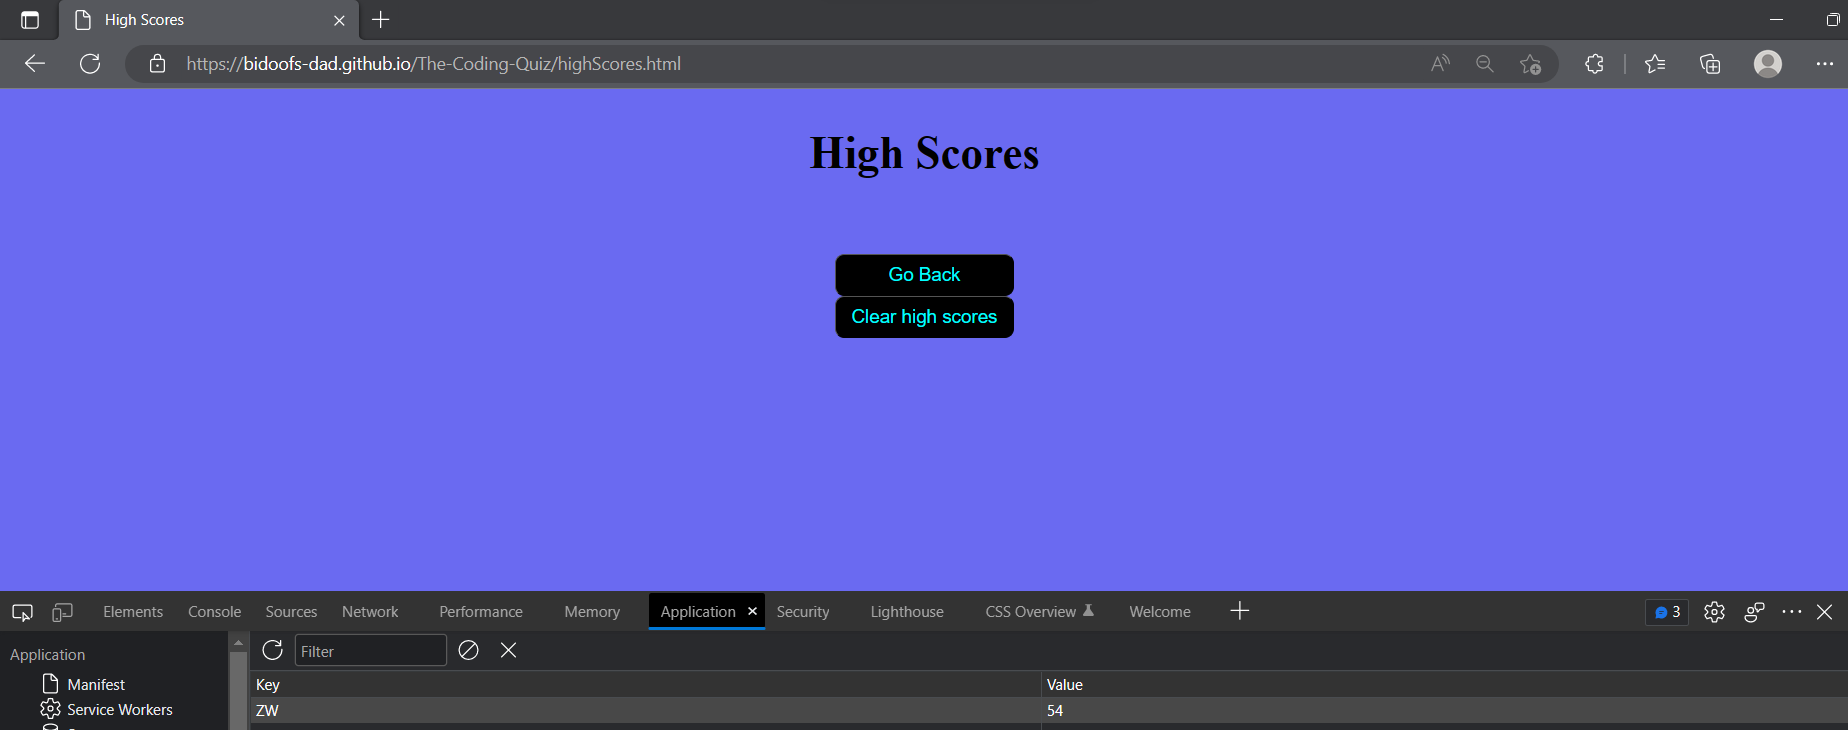 High Scores
https://bidoofs-dad.github.io/The-Coding-Quiz/highScores.html
High Scores
Go Back
Clear high scores
Elements Console Sources Network Performance Memory Application Security Lighthouse CSS Overview Welcome 3
Application
Filter
Key Value
Manifest
Service Workers
ZW 54